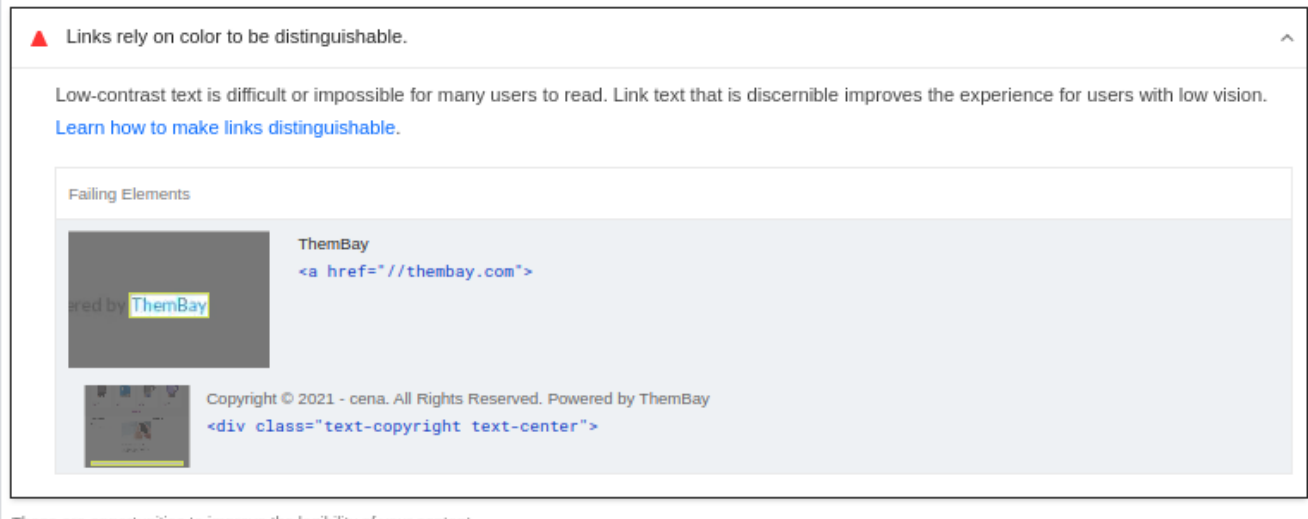 Links rely on color to be distinguishable.
Low-contrast text is difficult or impossible for many users to read. Link text that is discernible improves the experience for users with low vision.
Learn how to make links distinguishable.
Failing Elements
ThemBay
<a href="//thembay.com">
ered by ThemBay
Copyright © 2021 - cena. All Rights Reserved. Powered by ThemBay
<div class="text-copyright text-center">